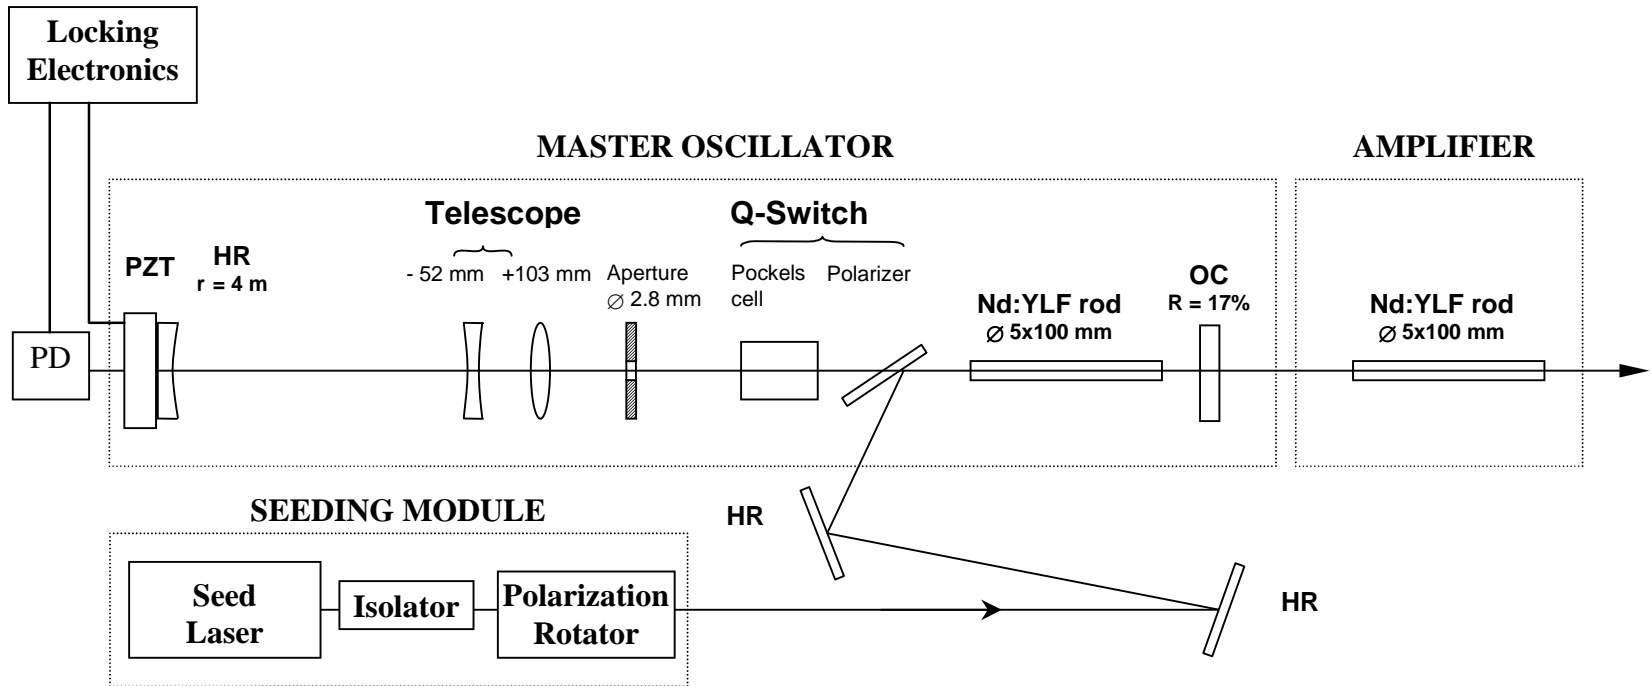 Locking
Electronics
MASTER OSCILLATOR
AMPLIFIER
Telescope
Q-Switch
PZT
HR
r = 4 m
- 52 mm
+103 mm
Aperture
∅ 2.8 mm
Pockels
cell
Polarizer
Nd:YLF rod
∅ 5x100 mm
OC
R = 17%
Nd:YLF rod
∅ 5x100 mm
PD
SEEDING MODULE
HR
HR
Seed
Laser
Isolator
Polarization
Rotator